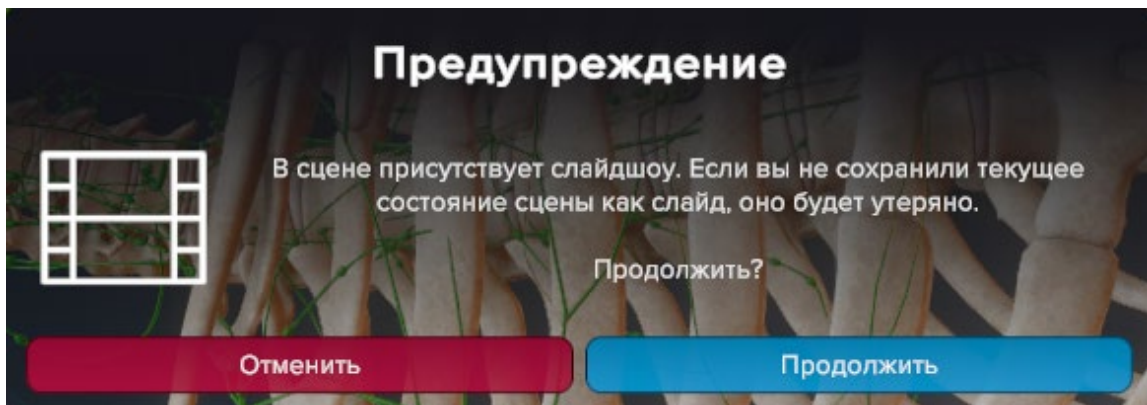 Предупреждение
В сцене присутствует слайдшоу. Если вы не сохранили текущее
состояние сцены как слайд, оно будет утеряно.
Продолжить?
Отменить
Продолжить